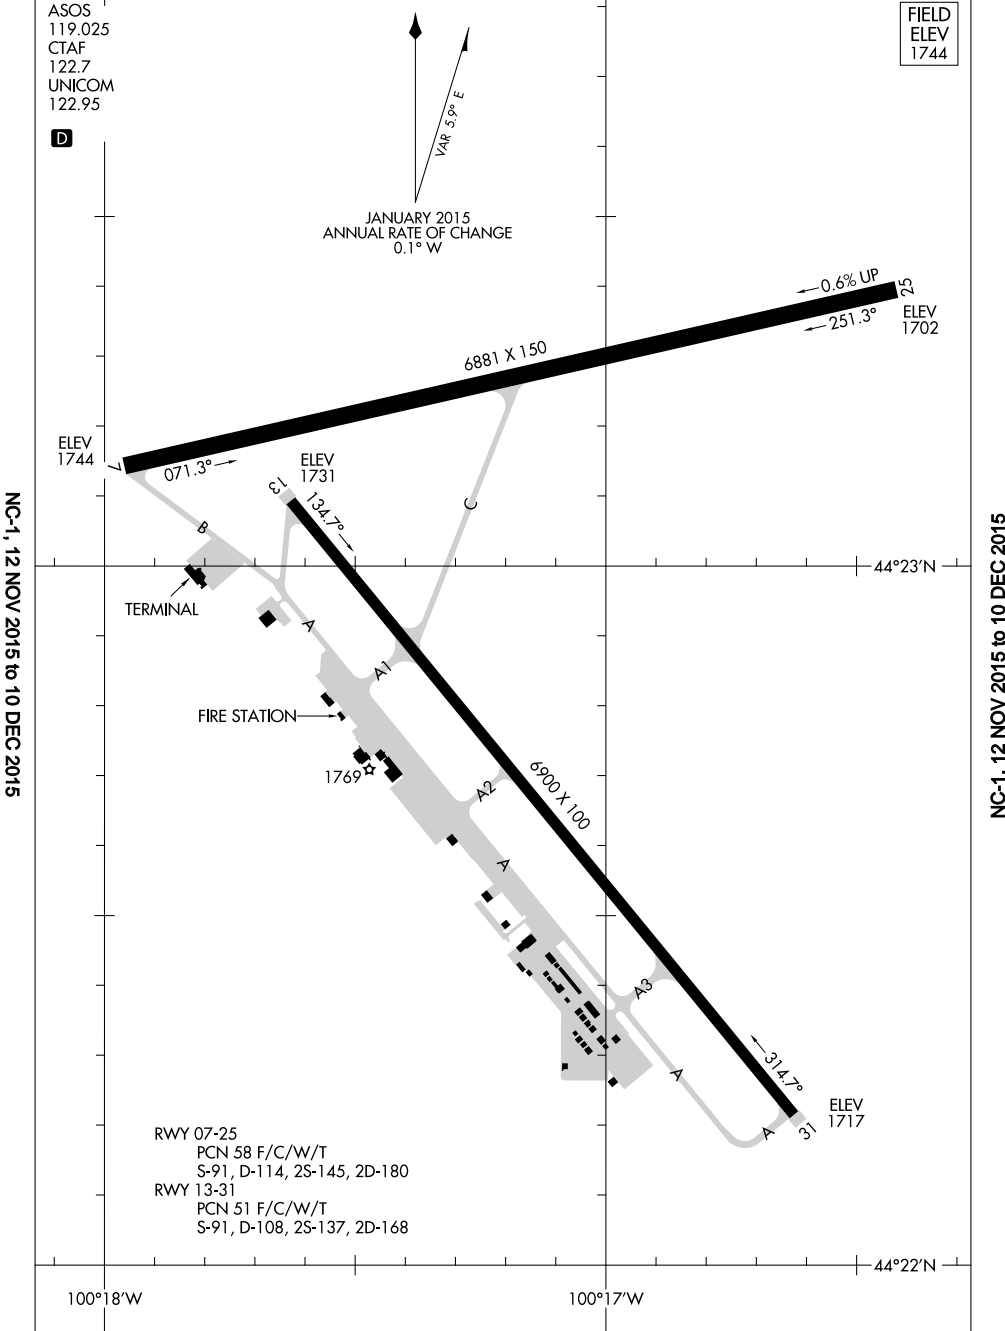 ASOS
119.025
CTAF
122.7
UNICOM
122.95
D
FIELD
ELEV
1744
VAR 5.9° E
JANUARY 2015
ANNUAL RATE OF CHANGE
0.1° W
0.6% UP
25
251.3°
ELEV
1702
6881 X 150
ELEV
1744
7
071.3°
ELEV
1731
13
134.7°
C
B
44°23'N
TERMINAL
A
A1
FIRE STATION
1769
A2
6900 X 100
A
A3
A
314.7°
ELEV
1717
31
A
RWY 07-25
PCN 58 F/C/W/T
S-91, D-114, 2S-145, 2D-180
RWY 13-31
PCN 51 F/C/W/T
S-91, D-108, 2S-137, 2D-168
44°22'N
100°18'W
100°17'W
NC-1, 12 NOV 2015 to 10 DEC 2015
NC-1, 12 NOV 2015 to 10 DEC 2015